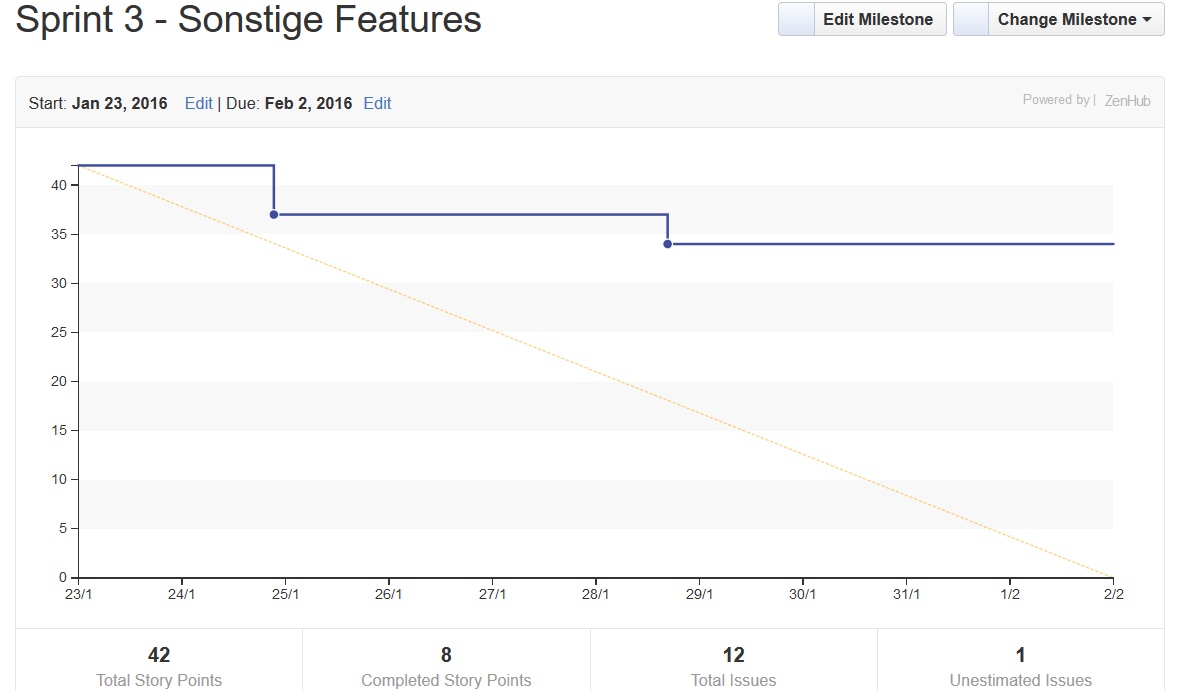 Sprint 3 - Sonstige Features
Edit Milestone
Change Milestone
Start: Jan 23, 2016 Edit | Due: Feb 2, 2016 Edit
Powered by | ZenHub
40
35
30
25
20
15
10
5
0
23/1 24/1 25/1 26/1 27/1 28/1 29/1 30/1 31/1 1/2 2/2
42 8 12 1
Total Story Points Completed Story Points Total Issues Unestimated Issues